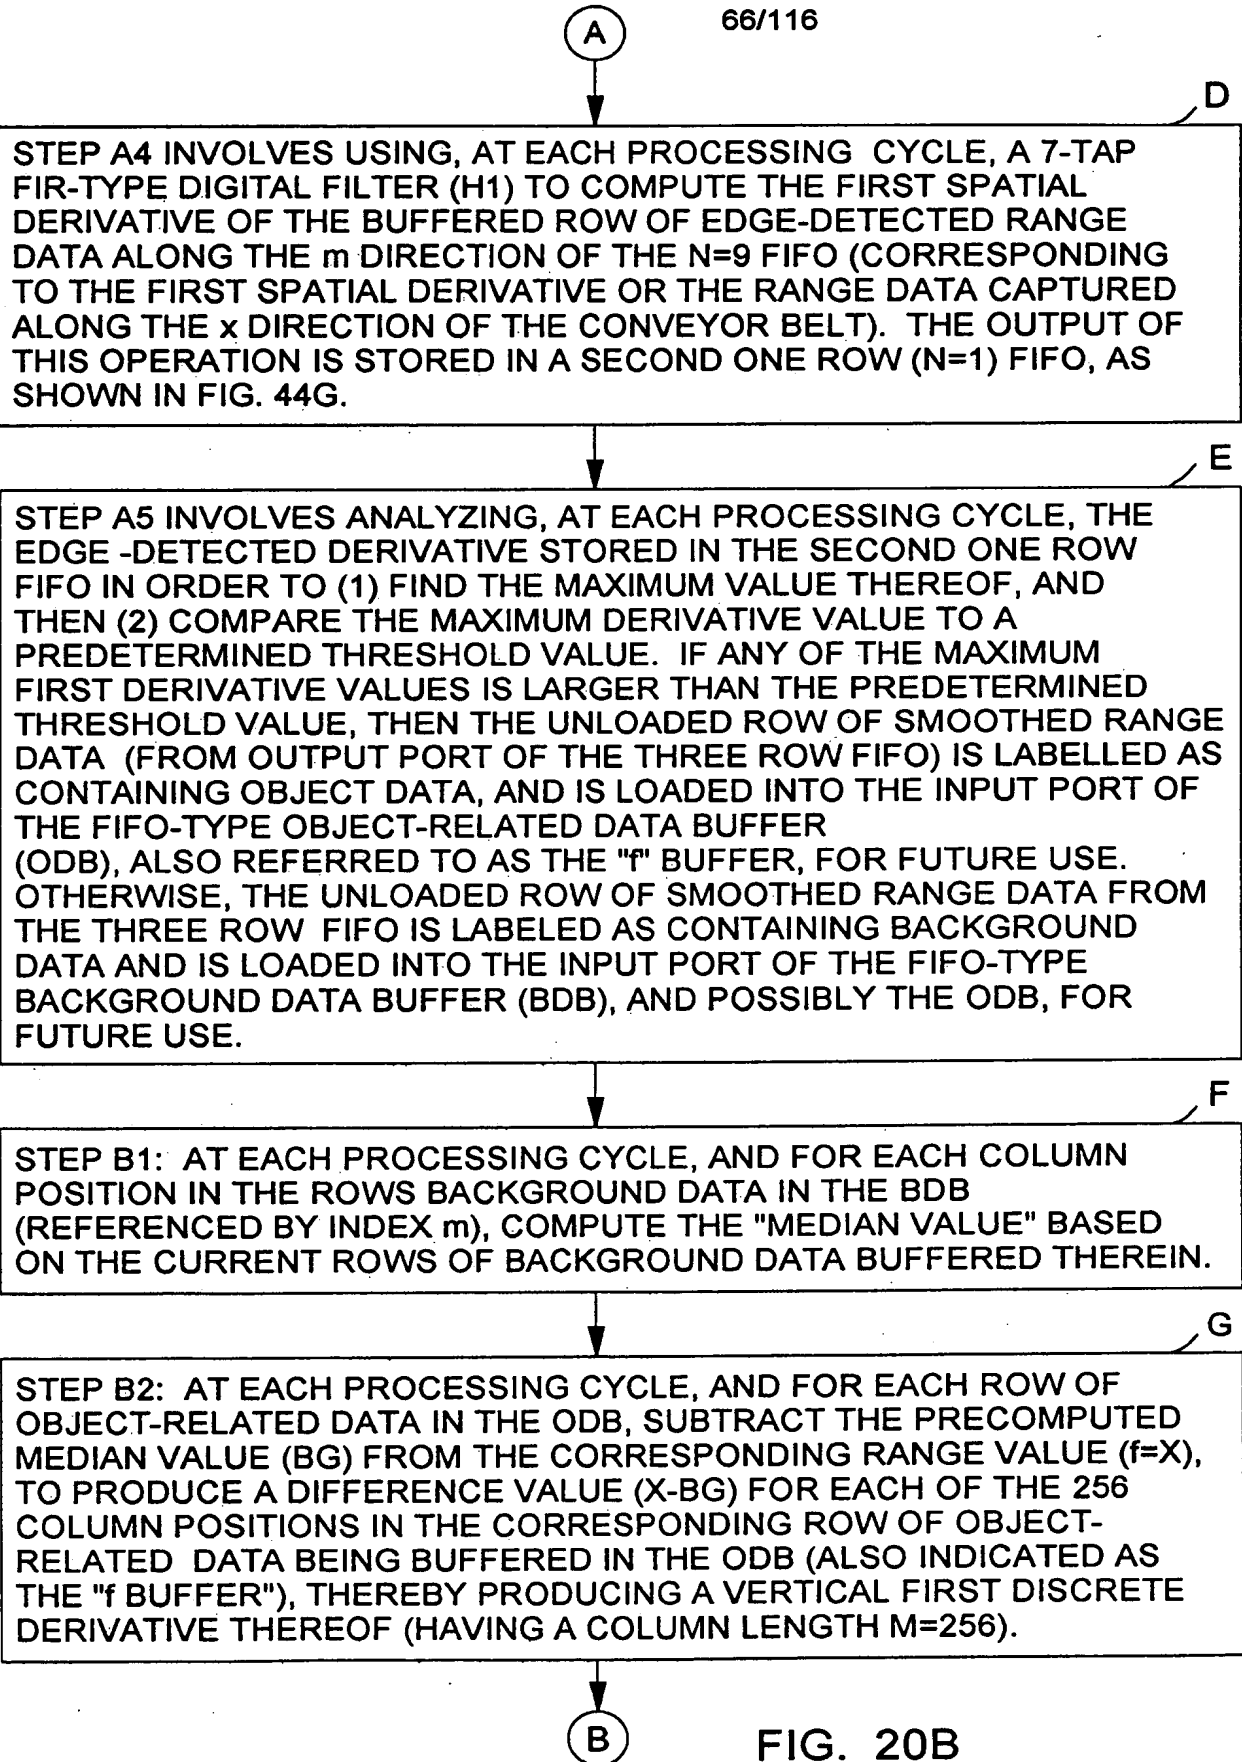 66/116
A
D
STEP A4 INVOLVES USING, AT EACH PROCESSING CYCLE, A 7-TAP
FIR-TYPE DIGITAL FILTER (H1) TO COMPUTE THE FIRST SPATIAL
DERIVATIVE OF THE BUFFERED ROW OF EDGE-DETECTED RANGE
DATA ALONG THE m DIRECTION OF THE N=9 FIFO (CORRESPONDING
TO THE FIRST SPATIAL DERIVATIVE OR THE RANGE DATA CAPTURED
ALONG THE x DIRECTION OF THE CONVEYOR BELT). THE OUTPUT OF
THIS OPERATION IS STORED IN A SECOND ONE ROW (N=1) FIFO, AS
SHOWN IN FIG. 44G.
E
STEP A5 INVOLVES ANALYZING, AT EACH PROCESSING CYCLE, THE
EDGE -DETECTED DERIVATIVE STORED IN THE SECOND ONE ROW
FIFO IN ORDER TO (1) FIND THE MAXIMUM VALUE THEREOF, AND
THEN (2) COMPARE THE MAXIMUM DERIVATIVE VALUE TO A
PREDETERMINED THRESHOLD VALUE. IF ANY OF THE MAXIMUM
FIRST DERIVATIVE VALUES IS LARGER THAN THE PREDETERMINED
THRESHOLD VALUE, THEN THE UNLOADED ROW OF SMOOTHED RANGE
DATA (FROM OUTPUT PORT OF THE THREE ROW FIFO) IS LABELLED AS
CONTAINING OBJECT DATA, AND IS LOADED INTO THE INPUT PORT OF
THE FIFO-TYPE OBJECT-RELATED DATA BUFFER
(ODB), ALSO REFERRED TO AS THE "f" BUFFER, FOR FUTURE USE.
OTHERWISE, THE UNLOADED ROW OF SMOOTHED RANGE DATA FROM
THE THREE ROW FIFO IS LABELED AS CONTAINING BACKGROUND
DATA AND IS LOADED INTO THE INPUT PORT OF THE FIFO-TYPE
BACKGROUND DATA BUFFER (BDB), AND POSSIBLY THE ODB, FOR
FUTURE USE.
F
STEP B1: AT EACH PROCESSING CYCLE, AND FOR EACH COLUMN
POSITION IN THE ROWS BACKGROUND DATA IN THE BDB
(REFERENCED BY INDEX m), COMPUTE THE "MEDIAN VALUE" BASED
ON THE CURRENT ROWS OF BACKGROUND DATA BUFFERED THEREIN.
G
STEP B2: AT EACH PROCESSING CYCLE, AND FOR EACH ROW OF
OBJECT-RELATED DATA IN THE ODB, SUBTRACT THE PRECOMPUTED
MEDIAN VALUE (BG) FROM THE CORRESPONDING RANGE VALUE (f=X),
TO PRODUCE A DIFFERENCE VALUE (X-BG) FOR EACH OF THE 256
COLUMN POSITIONS IN THE CORRESPONDING ROW OF OBJECT-
RELATED DATA BEING BUFFERED IN THE ODB (ALSO INDICATED AS
THE "f BUFFER"), THEREBY PRODUCING A VERTICAL FIRST DISCRETE
DERIVATIVE THEREOF (HAVING A COLUMN LENGTH M=256).
B
FIG. 20B